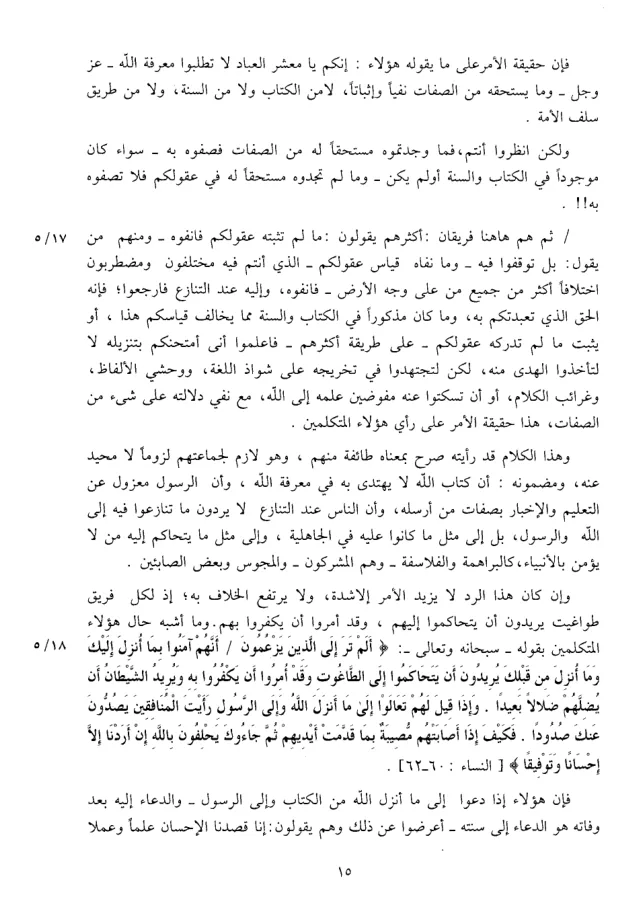 فإن حقيقة الأمر على ما يقوله هؤلاء : إنكم يا معشر العباد لا تطلبوا معرفة الله ـ عز
وجل ـ وما يستحقه من الصفات نفياً وإثباتاً، لا من الكتاب ولا من السنة، ولا من طريق
سلف الأمة .
ولكن انظروا أنتم، فما وجدتموه مستحقاً له من الصفات فصفوه به ـ سواء كان
موجوداً في الكتاب والسنة أولم يكن ـ وما لم تجدوه مستحقاً له في عقولكم فلا تصفوه
به!! .
٥/١٧ / ثم هم هاهنا فريقان : أكثرهم يقولون : ما لم تثبته عقولكم فانفوه ـ ومنهم من
يقول : بل توقفوا فيه ـ وما نفاه قياس عقولكم ـ الذي أنتم فيه مختلفون ومضطربون
اختلافاً أكثر من جميع من على وجه الأرض ـ فانفوه، وإليه عند التنازع فارجعوا؛ فإنه
الحق الذي تعبدتكم به، وما كان مذكوراً في الكتاب والسنة مما يخالف قياسكم هذا ، أو
يثبت ما لم تدركه عقولكم ـ على طريقة أكثرهم ـ فاعلموا أنى أمتحنكم بتنزيله لا
لتأخذوا الهدى منه، لكن لتجتهدوا في تخريجه على شواذ اللغة، ووحشي الألفاظ،
وغرائب الكلام، أو أن تسكتوا عنه مفوضين علمه إلى الله، مع نفي دلالته على شىء من
الصفات، هذا حقيقة الأمر على رأي هؤلاء المتكلمين .
وهذا الكلام قد رأيته صرح بمعناه طائفة منهم ، وهو لازم لجماعتهم لزوماً لا محيد
عنه، ومضمونه : أن كتاب الله لا يهتدى به في معرفة الله ، وأن الرسول معزول عن
التعليم والإخبار بصفات من أرسله، وأن الناس عند التنازع لا يردون ما تنازعوا فيه إلى
الله والرسول، بل إلى مثل ما كانوا عليه في الجاهلية ، وإلى مثل ما يتحاكم إليه من لا
يؤمن بالأنبياء، كالبراهمة والفلاسفة ـ وهم المشركون ـ والمجوس وبعض الصابئين .
وإن كان هذا الرد لا يزيد الأمر إلاشدة، ولا يرتفع الخلاف به؛ إذ لكل فريق
طواغيت يريدون أن يتحاكموا إليهم ، وقد أمروا أن يكفروا بهم. وما أشبه حال هؤلاء
٥/١٨ المتكلمين بقوله ـ سبحانه وتعالى ـ: ﴿ أَلَمْ تَرَ إِلَى الَّذِينَ يَزْعُمُونَ / أَنَّهُمْ آمَنُوا بِمَا أُنزِلَ إِلَيْكَ
وَمَا أُنزِلَ مِن قَبْلِكَ يُرِيدُونَ أَن يَتَحَاكَمُوا إِلَى الطَّاغُوتِ وَقَدْ أُمِرُوا أَن يَكْفُرُوا بِهِ وَيُرِيدُ الشَّيْطَانُ أَن
يُضِلَّهُمْ ضَلالاً بَعِيدًا . وَإِذَا قِيلَ لَهُمْ تَعَالَوْا إِلَىٰ مَا أَنزَلَ اللَّهُ وَإِلَى الرَّسُولِ رَأَيْتَ الْمُنَافِقِينَ يَصُدُّونَ
عَنكَ صُدُودًا . فَكَيْفَ إِذَا أَصَابَتْهُم مُّصِيبَةٌ بِمَا قَدَّمَتْ أَيْدِيهِمْ ثُمَّ جَاءُوكَ يَحْلِفُونَ بِاللَّهِ إِنْ أَرَدْنَا إِلاَّ
إِحْسَانًا وَتَوْفِيقًا ﴾ [ النساء : ٦٠ـ٦٢] .
فإن هؤلاء إذا دعوا إلى ما أنزل الله من الكتاب وإلى الرسول ـ والدعاء إليه بعد
وفاته هو الدعاء إلى سنته ـ أعرضوا عن ذلك وهم يقولون: إنا قصدنا الإحسان علماً وعملا
١٥